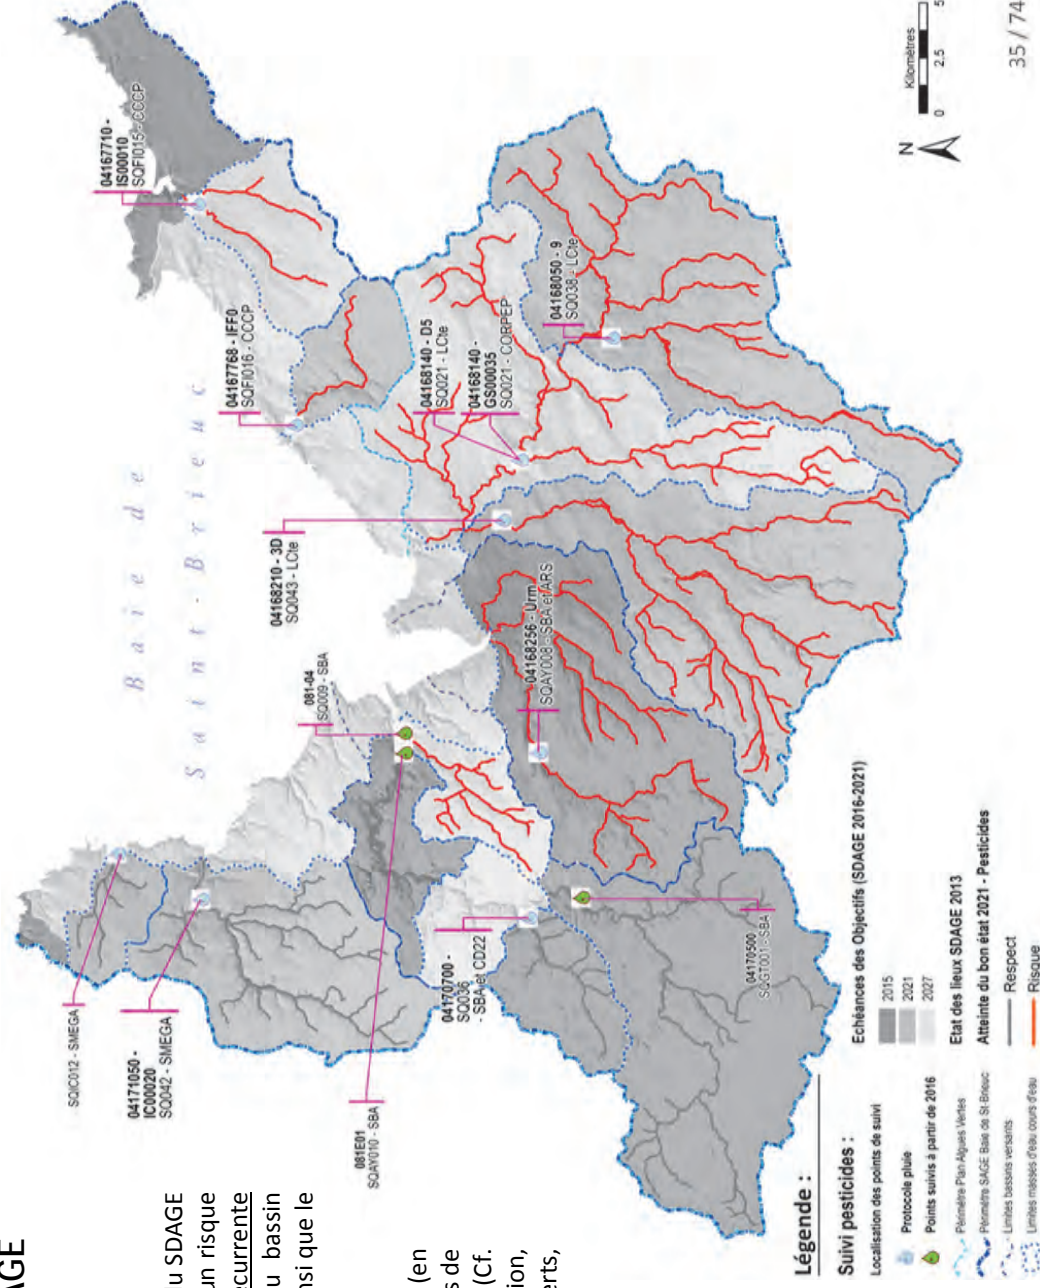 AGE
u SDAGE
un risque
écurrente
u bassin
nsi que le
(en
s de
(Cf.
ion,
erts,
Baie de
Saint-Brieuc
04167710 -
IS00010
SQFI015 - CCCP
04167768 - IFF0
SQFI016 - CCCP
04168140 - D5
SQ021 - LCte
04168140 -
GS00035
SQ021 - CORPEP
04168050 - 9
SQ038 - LCte
04168210 - 3D
SQ043 - LCte
081-04
SQ009 - SBA
04168256 - Urm
SQAY008 - SBA et ARS
SQIC012 - SMEGA
04171050 -
IC00020
SQ042 - SMEGA
081E01
SQAY010 - SBA
04170700 -
SQ036
- SBA et CD22
04170500
SQGT001 - SBA
N
Kilomètres
0 2.5 5
Légende :
Suivi pesticides :
Localisation des points de suivi
Protocole pluie
Points suivis à partir de 2016
Périmètre Plan Algues Vertes
Périmètre SAGE Baie de St-Brieuc
Limites bassins versants
Limites masses d'eau cours d'eau
Echéances des Objectifs (SDAGE 2016-2021)
2015
2021
2027
Etat des lieux SDAGE 2013
Atteinte du bon état 2021 - Pesticides
Respect
Risque
35 / 74